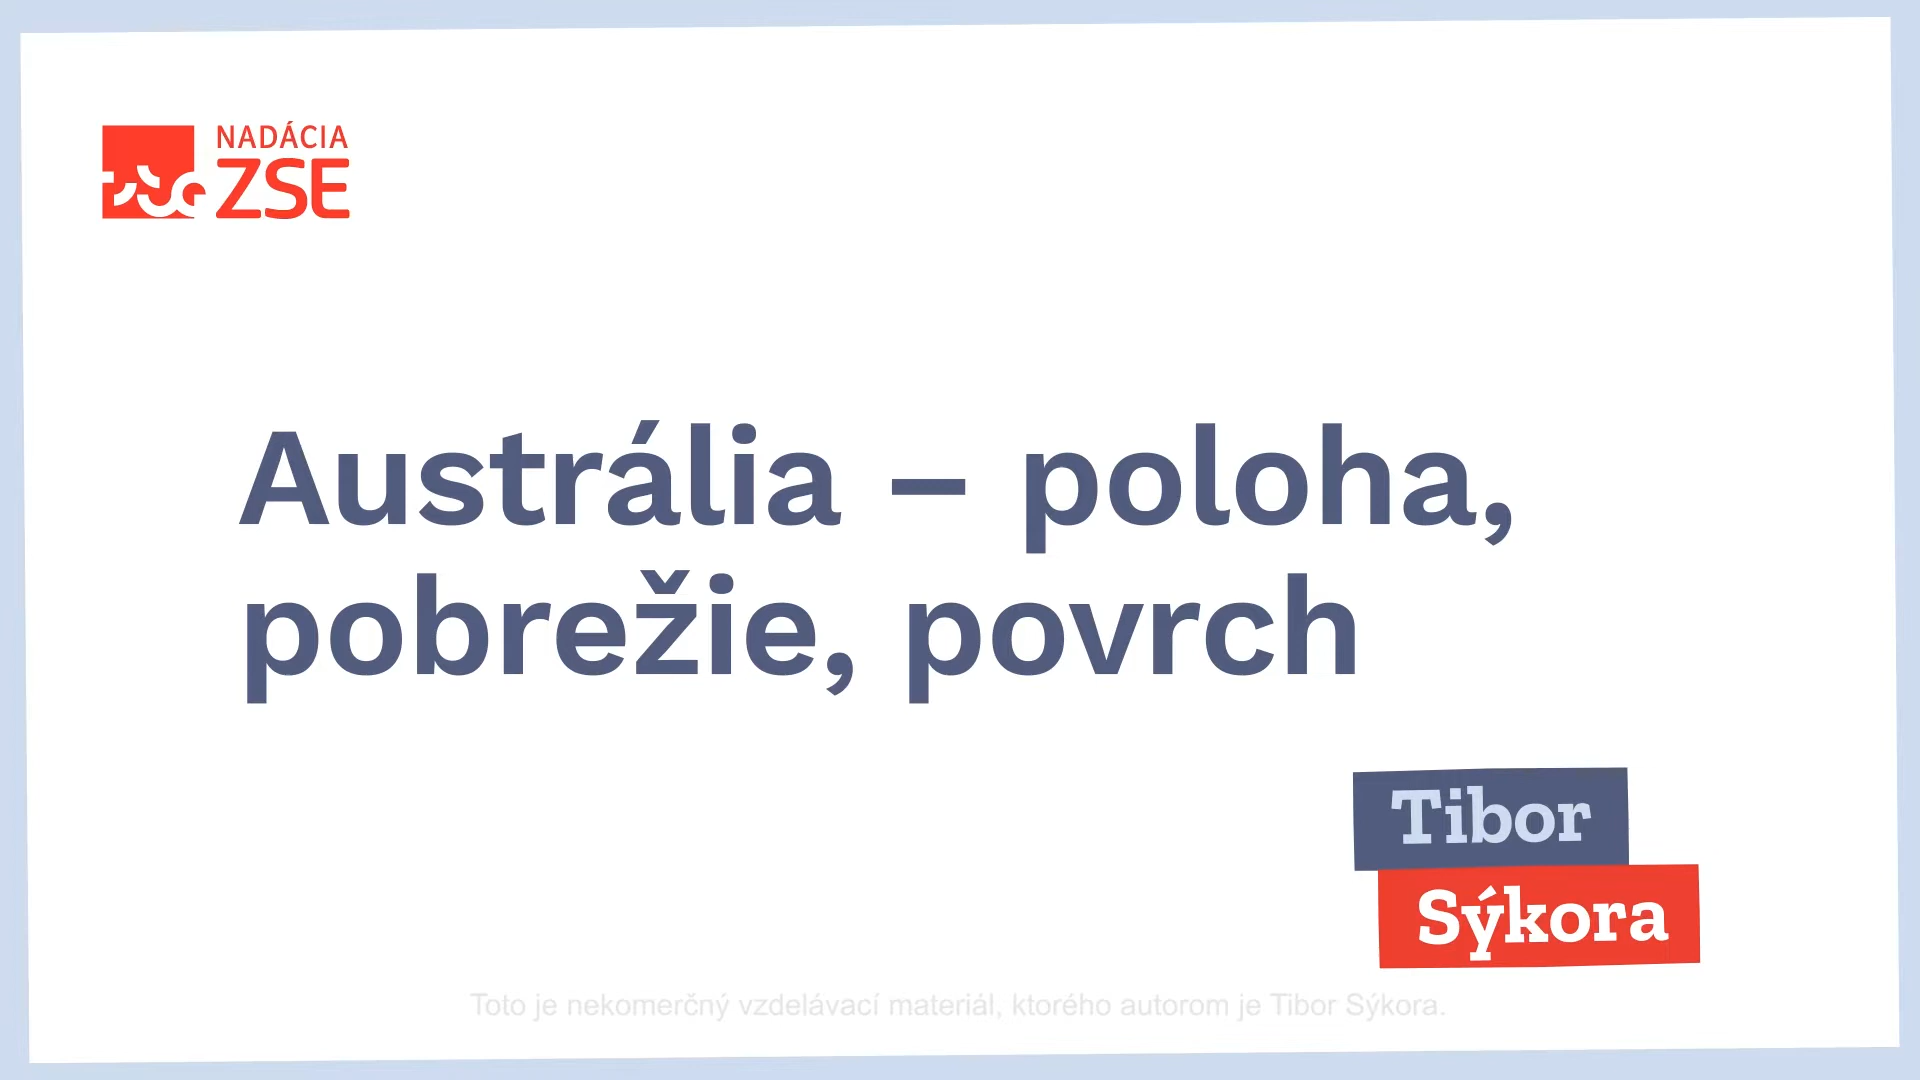 NADÁCIA
ZSE
Austrália – poloha,
pobrežie, povrch
Tibor
Sýkora
Toto je nekomerčný vzdelávací materiál, ktorého autorom je Tibor Sýkora.